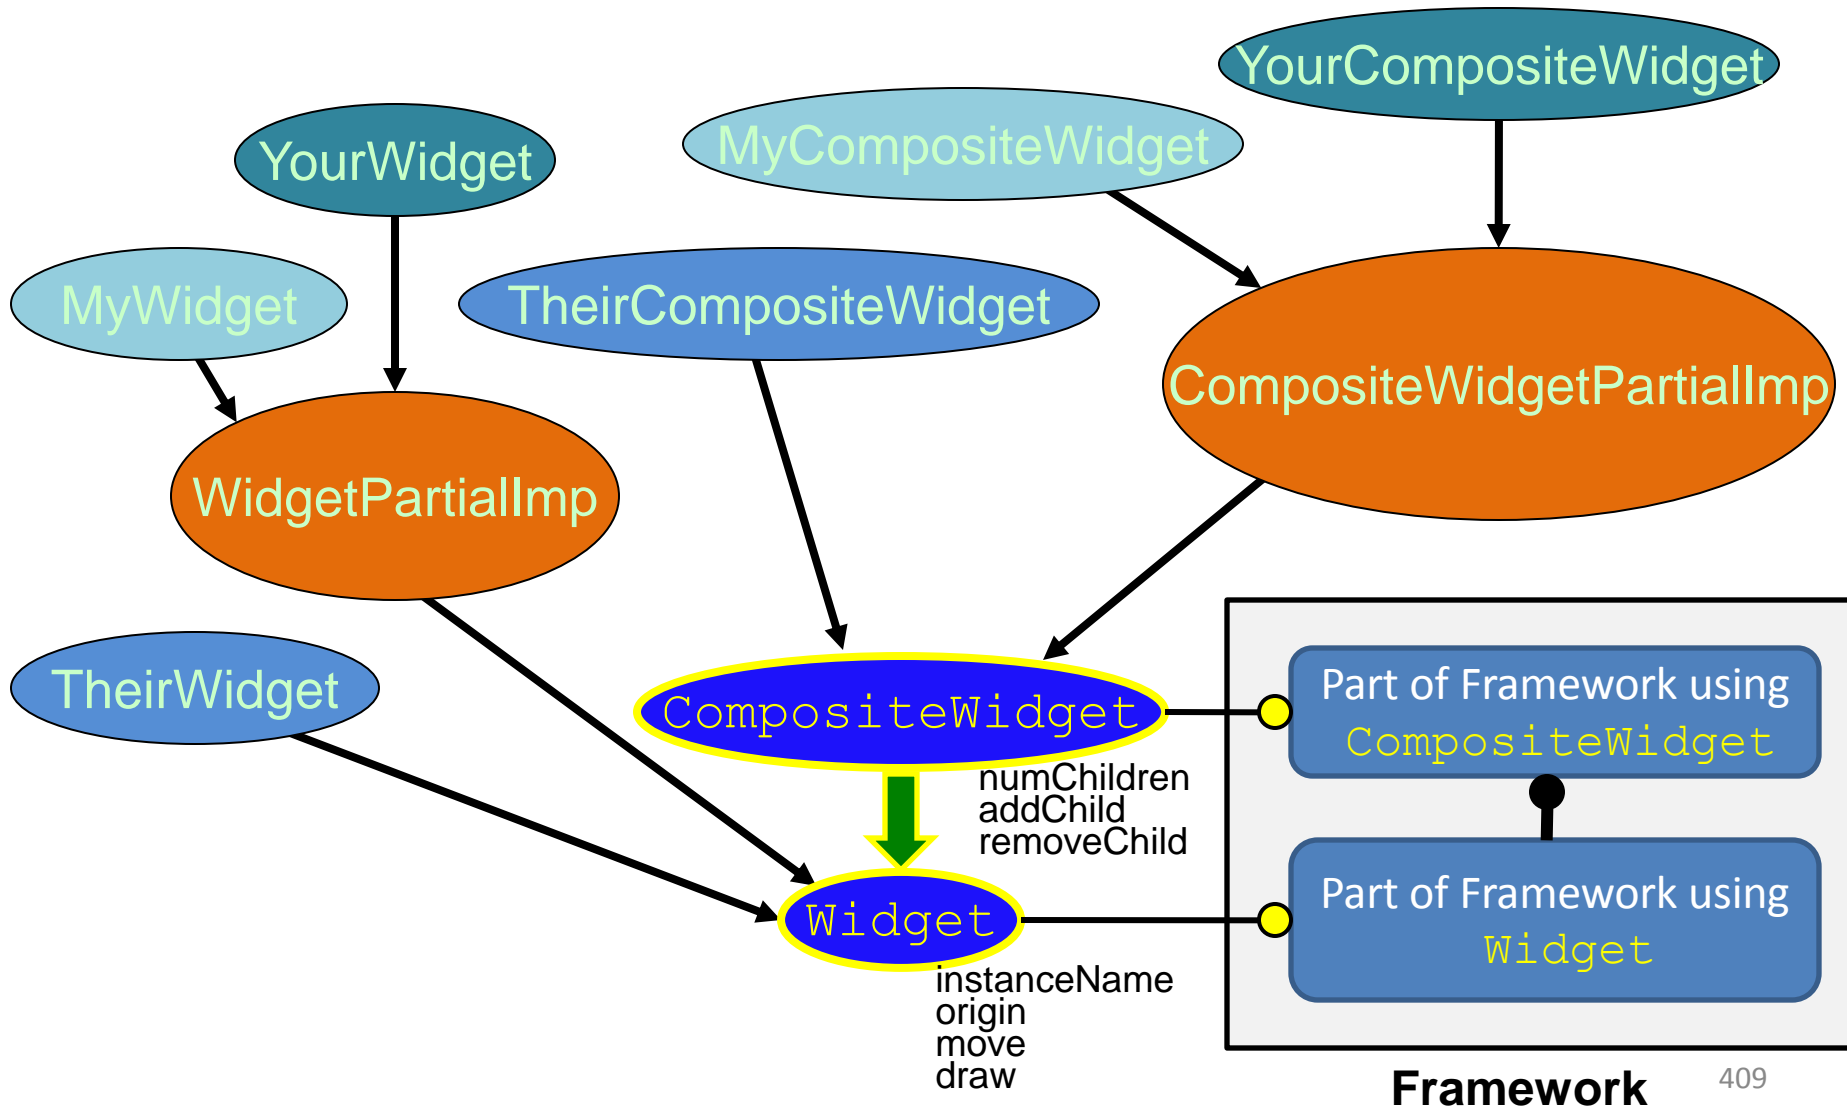 YourCompositeWidget
MyCompositeWidget
YourWidget
MyWidget
TheirCompositeWidget
CompositeWidgetPartialImp
WidgetPartialImp
TheirWidget
CompositeWidget
numChildren
addChild
removeChild
Widget
instanceName
origin
move
draw
Part of Framework using
CompositeWidget
Part of Framework using
Widget
Framework
409